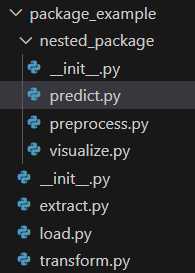 package_example
nested_package
__init__.py
predict.py
preprocess.py
visualize.py
__init__.py
extract.py
load.py
transform.py